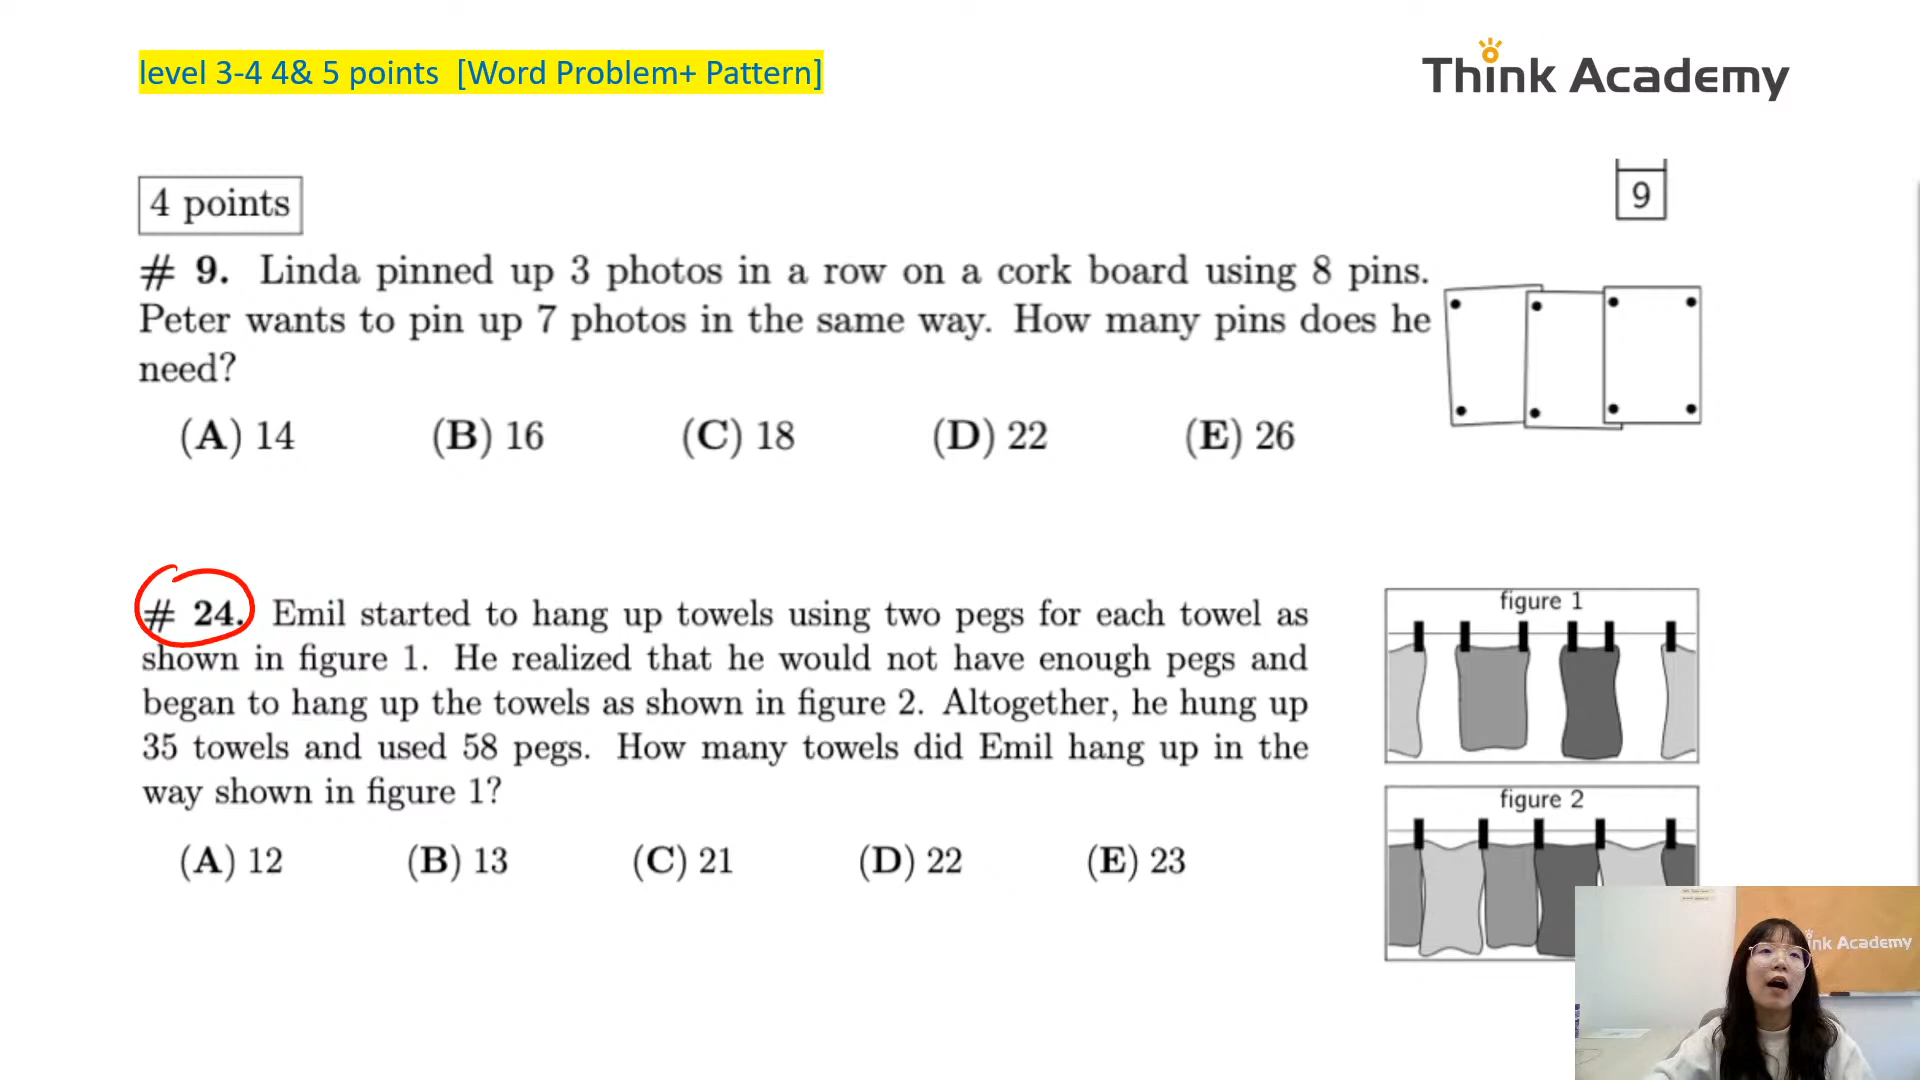 level 3-4 4& 5 points [Word Problem+ Pattern]
Think Academy
4 points
9
# 9. Linda pinned up 3 photos in a row on a cork board using 8 pins.
Peter wants to pin up 7 photos in the same way. How many pins does he
need?
(A) 14 (B) 16 (C) 18 (D) 22 (E) 26
# 24. Emil started to hang up towels using two pegs for each towel as
shown in figure 1. He realized that he would not have enough pegs and
began to hang up the towels as shown in figure 2. Altogether, he hung up
35 towels and used 58 pegs. How many towels did Emil hang up in the
way shown in figure 1?
(A) 12 (B) 13 (C) 21 (D) 22 (E) 23
figure 1
figure 2
nk Academy